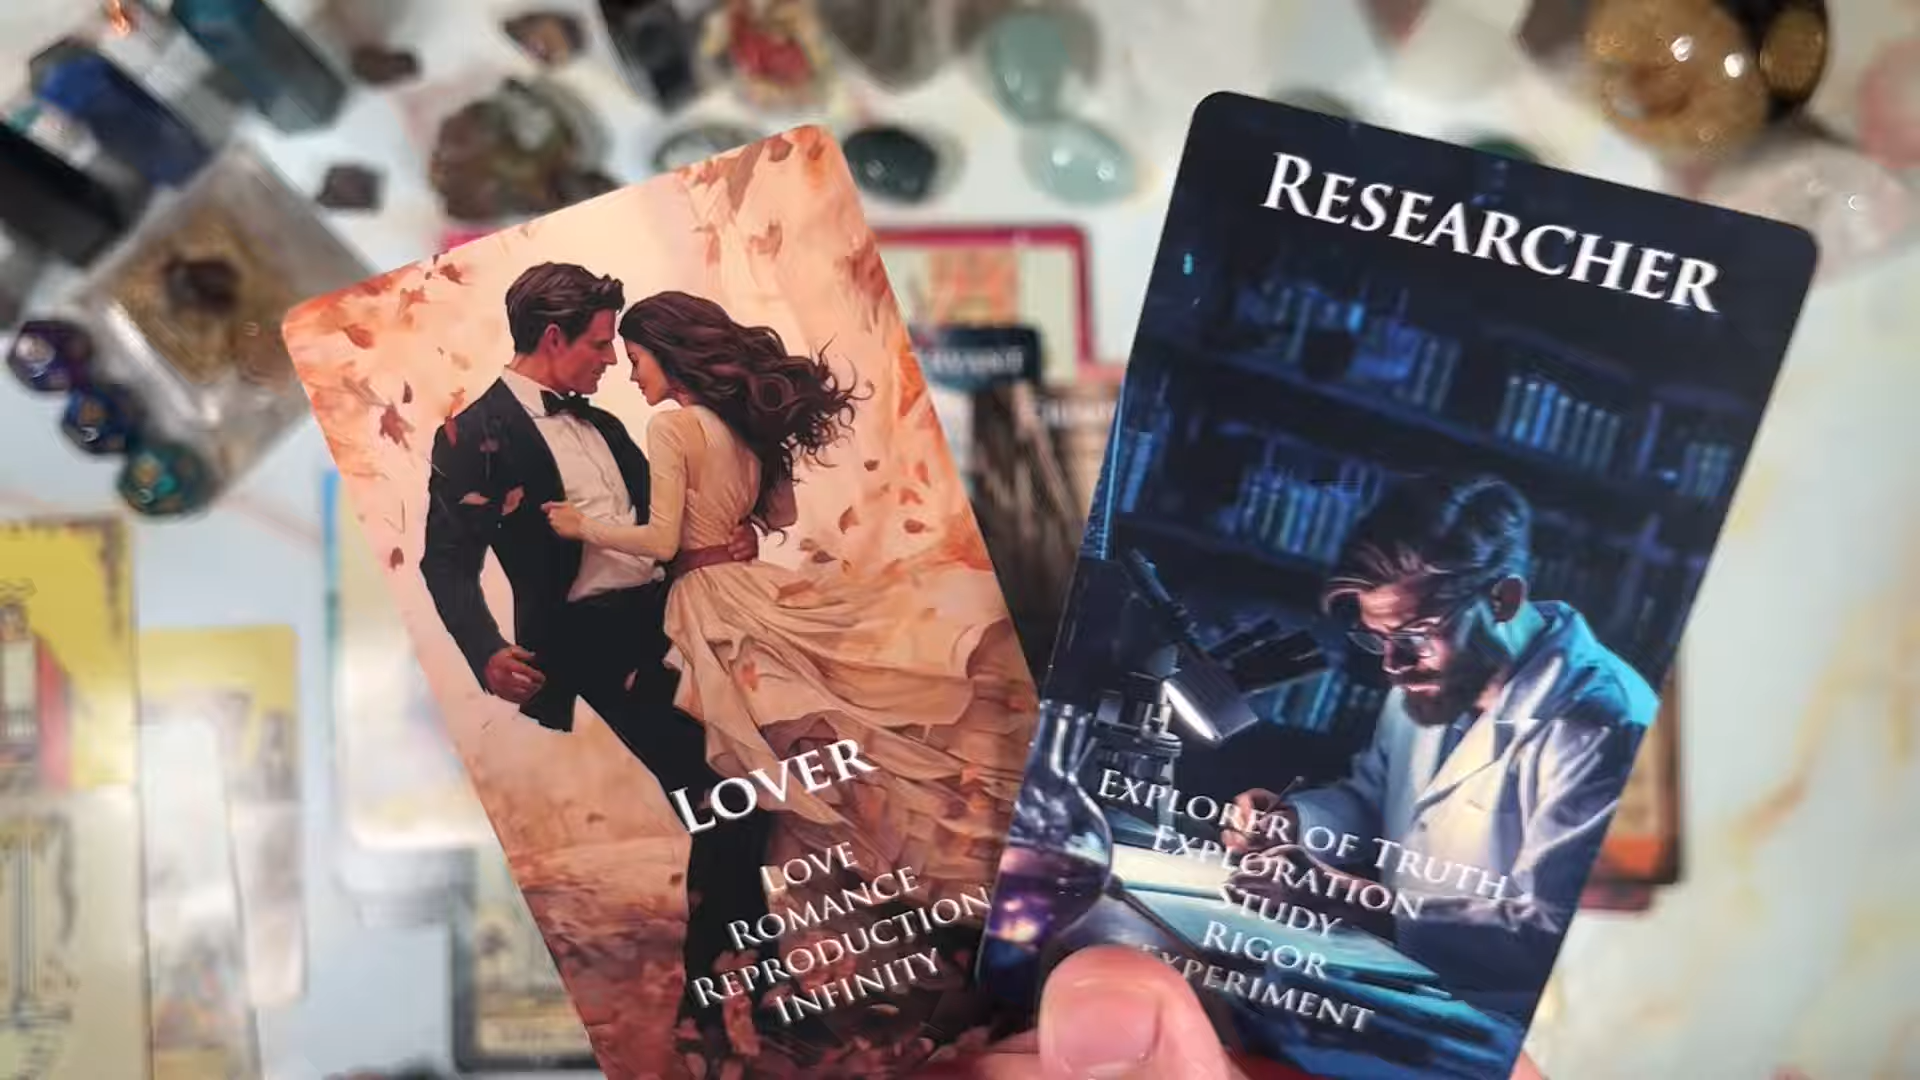 LOVER
LOVE
ROMANCE
REPRODUCTION
INFINITY
RESEARCHER
EXPLORER OF TRUTH
EXPLORATION
STUDY
RIGOR
EXPERIMENT